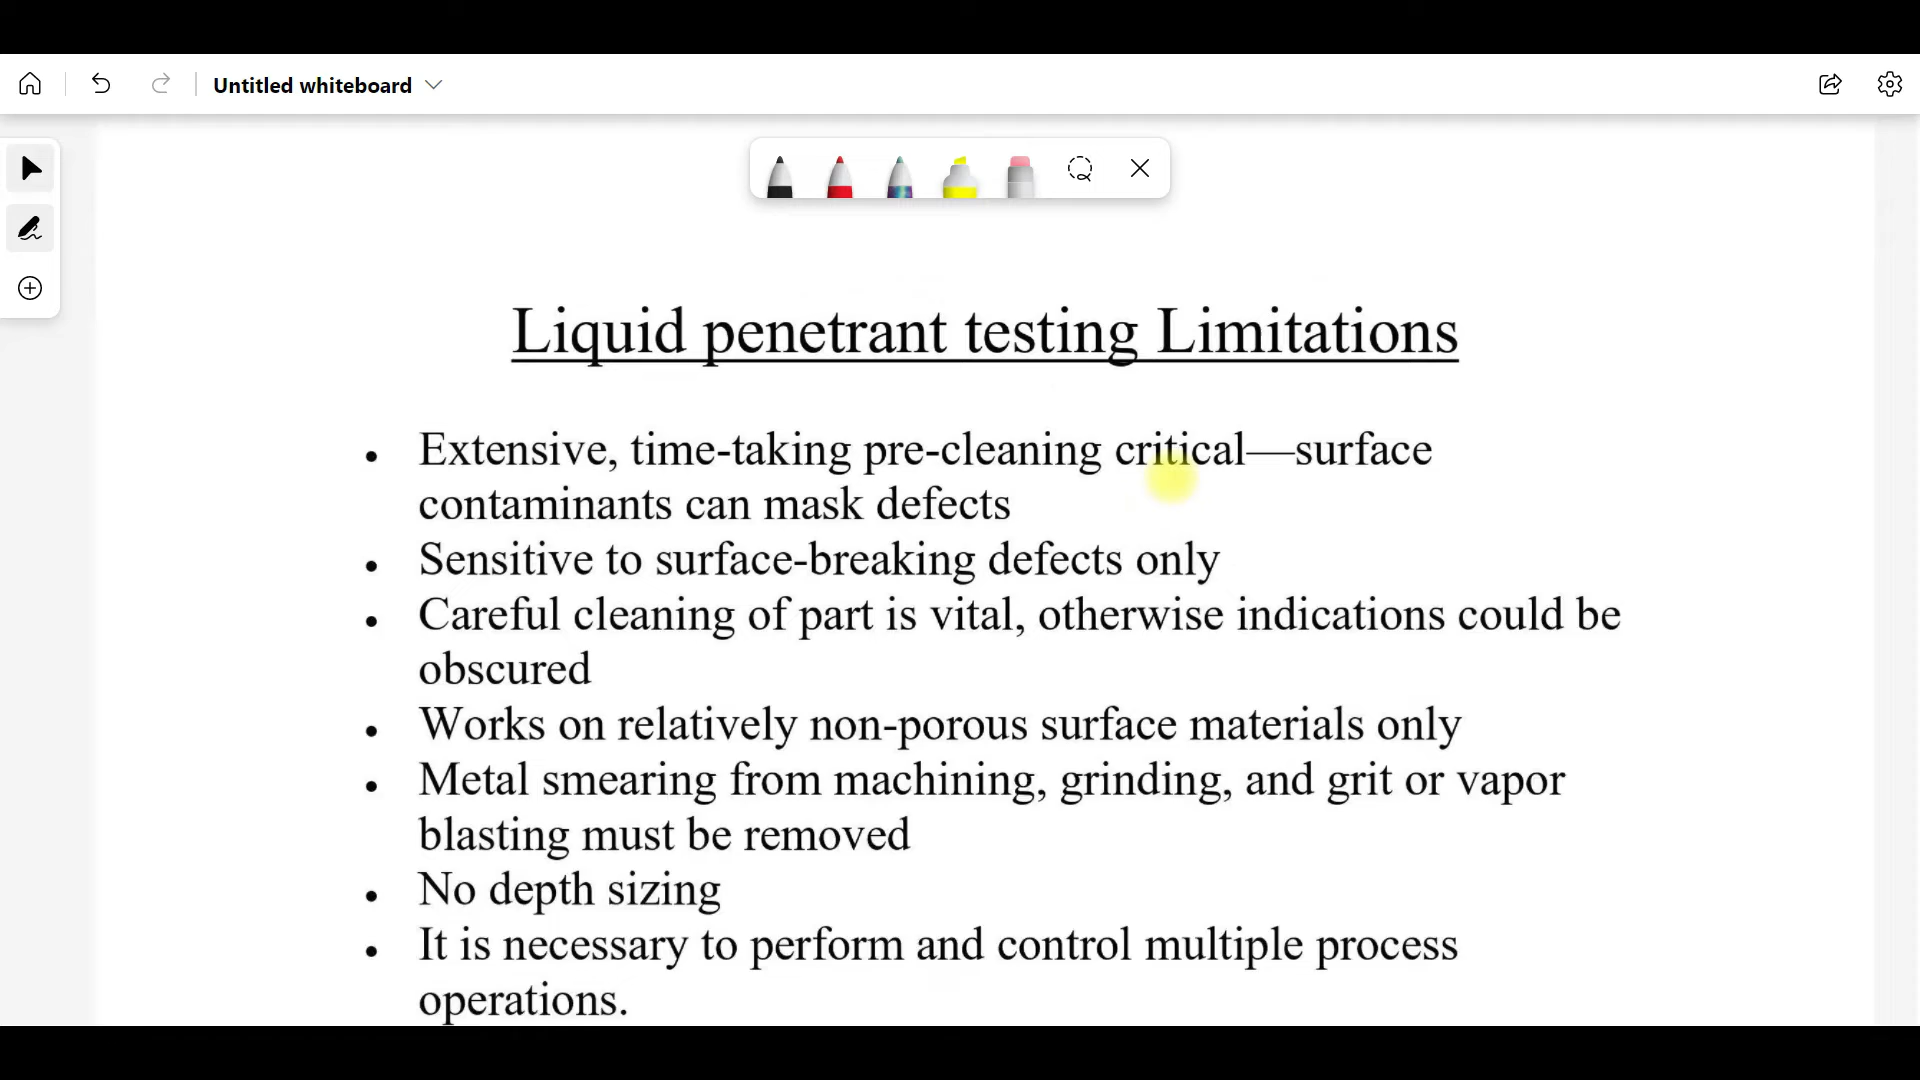 Untitled whiteboard
Liquid penetrant testing Limitations
• Extensive, time-taking pre-cleaning critical—surface
contaminants can mask defects
• Sensitive to surface-breaking defects only
• Careful cleaning of part is vital, otherwise indications could be
obscured
• Works on relatively non-porous surface materials only
• Metal smearing from machining, grinding, and grit or vapor
blasting must be removed
• No depth sizing
• It is necessary to perform and control multiple process
operations.